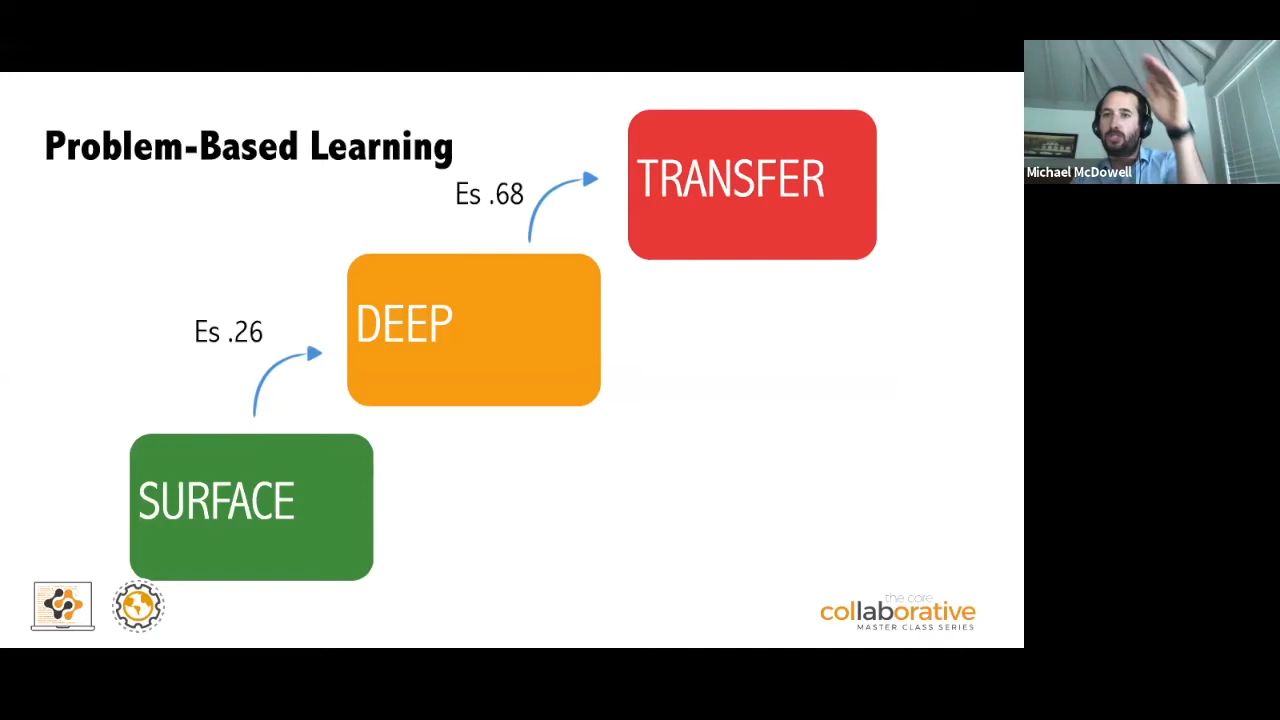 Problem-Based Learning
Es .68
TRANSFER
Es .26
DEEP
SURFACE
the core
collaborative
MASTER CLASS SERIES
Michael McDowell